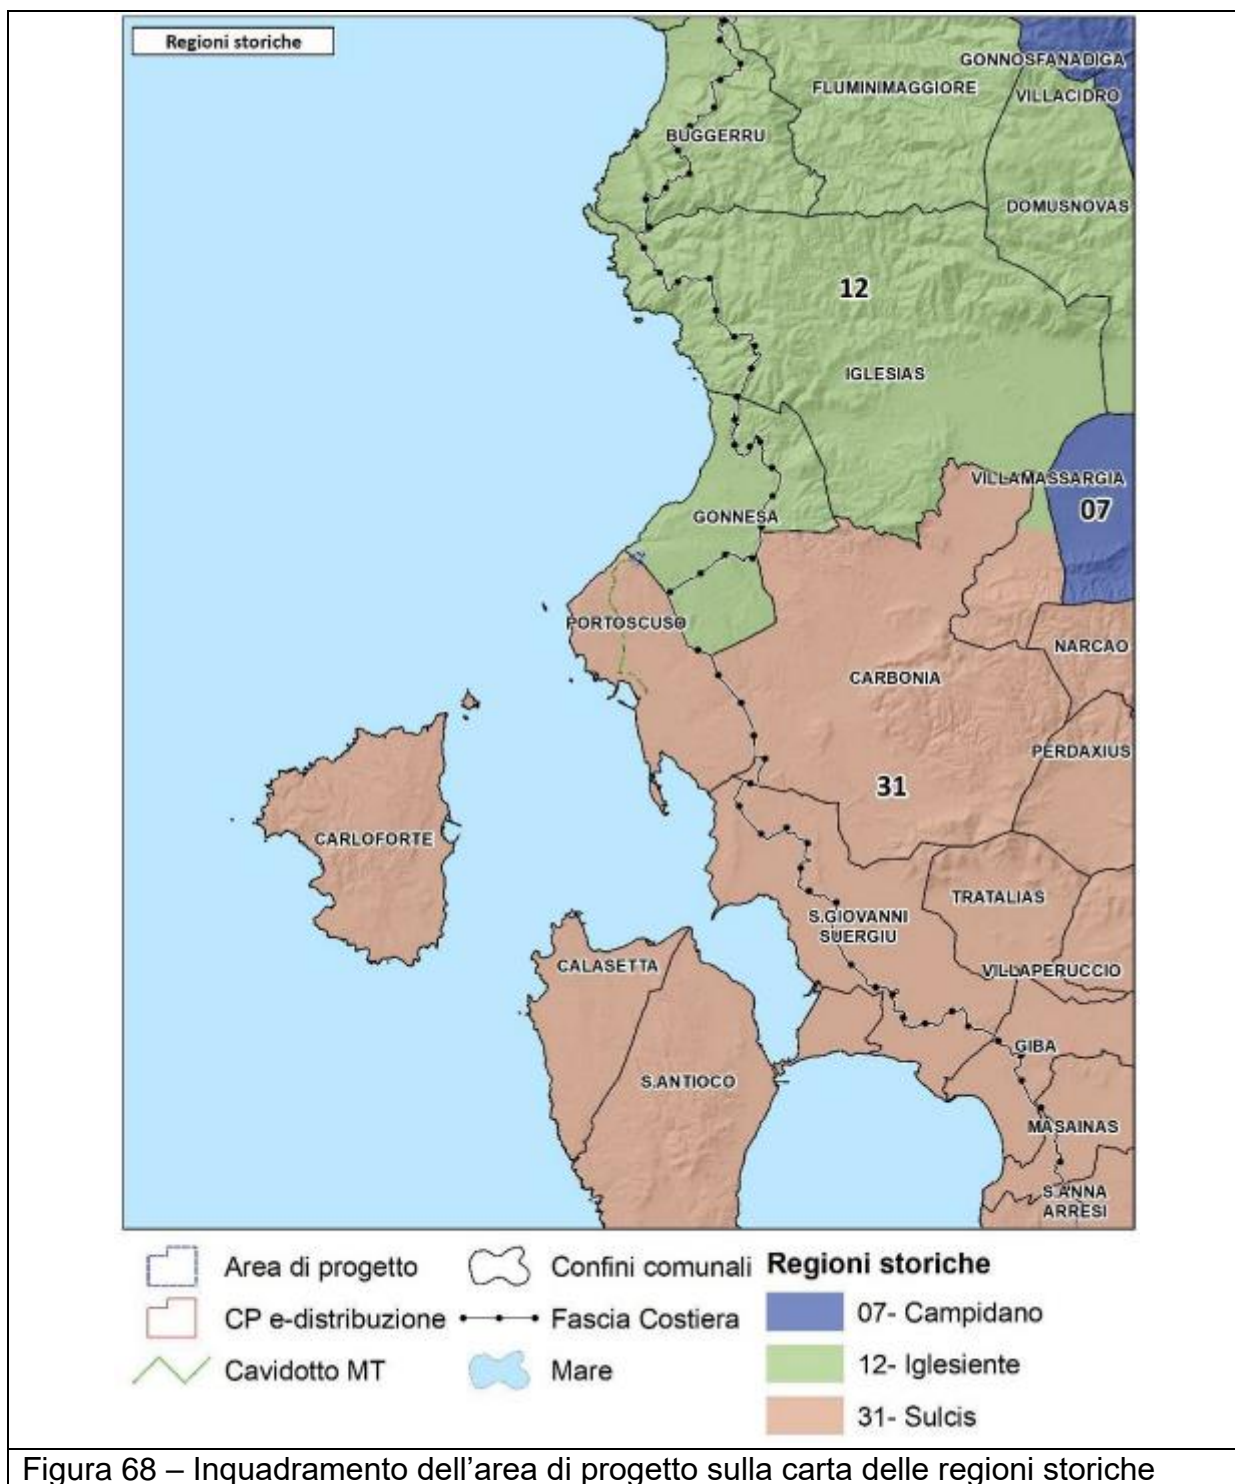 Regioni storiche
GONNOSFANADIGA
FLUMINIMAGGIORE
VILLACIDRO
BUGGERRU
DOMUSNOVAS
12
IGLESIAS
VILLAMASSARGIA
07
GONNESA
PORTOSCUSO
NARCAO
CARBONIA
PERDAXIUS
31
CARLOFORTE
TRATALIAS
S.GIOVANNI
SUERGIU
CALASETTA
VILLAPERUCCIO
GIBA
S.ANTIOCO
MASAINAS
S.ANNA
ARRESI
Area di progetto
CP e-distribuzione
Cavidotto MT
Confini comunali
Fascia Costiera
Mare
Regioni storiche
07- Campidano
12- Iglesiente
31- Sulcis
Figura 68 – Inquadramento dell'area di progetto sulla carta delle regioni storiche